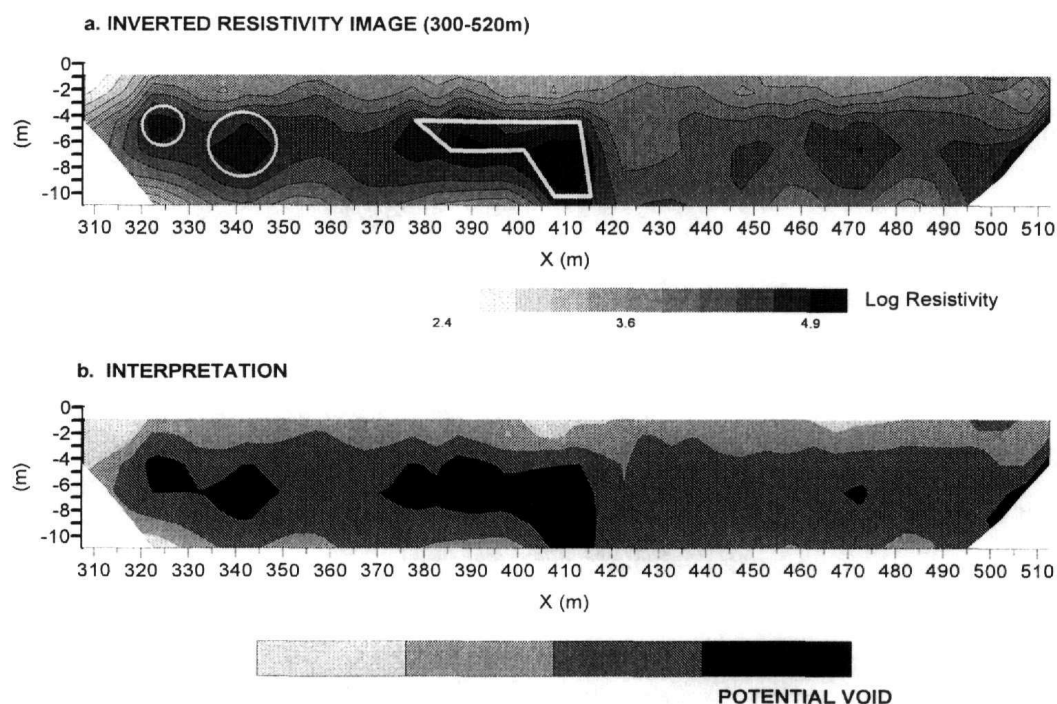 a. INVERTED RESISTIVITY IMAGE (300-520m)
0
-2
-4
-6
-8
-10
(m)
310 320 330 340 350 360 370 380 390 400 410 420 430 440 450 460 470 480 490 500 510
X (m)
Log Resistivity
2.4 3.6 4.9
b. INTERPRETATION
0
-2
-4
-6
-8
-10
(m)
310 320 330 340 350 360 370 380 390 400 410 420 430 440 450 460 470 480 490 500 510
X (m)
POTENTIAL VOID